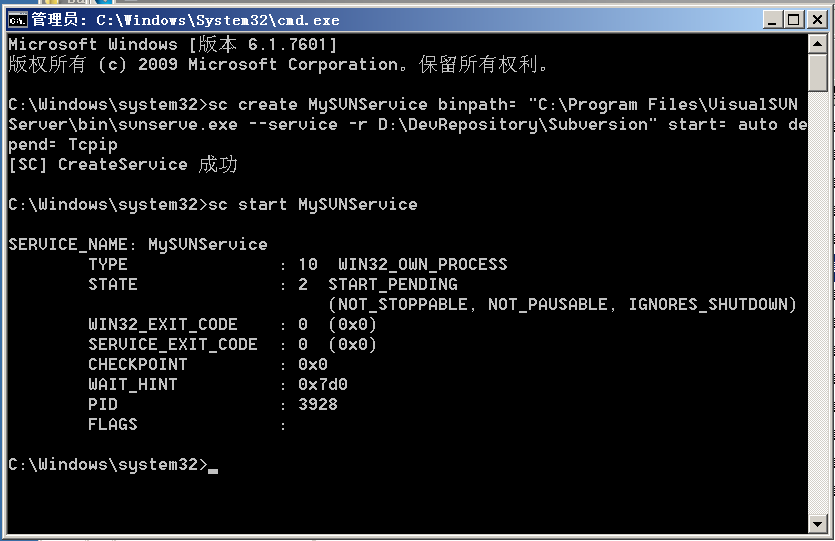 管理员: C:\Windows\System32\cmd.exe
Microsoft Windows [版本 6.1.7601]
版权所有 (c) 2009 Microsoft Corporation。保留所有权利。
C:\Windows\system32>sc create MySVNService binpath= "C:\Program Files\VisualSVN
Server\bin\svnserve.exe --service -r D:\DevRepository\Subversion" start= auto de
pend= Tcpip
[SC] CreateService 成功
C:\Windows\system32>sc start MySVNService
SERVICE_NAME: MySVNService
TYPE : 10 WIN32_OWN_PROCESS
STATE : 2 START_PENDING
(NOT_STOPPABLE, NOT_PAUSABLE, IGNORES_SHUTDOWN)
WIN32_EXIT_CODE : 0 (0x0)
SERVICE_EXIT_CODE : 0 (0x0)
CHECKPOINT : 0x0
WAIT_HINT : 0x7d0
PID : 3928
FLAGS :
C:\Windows\system32>_